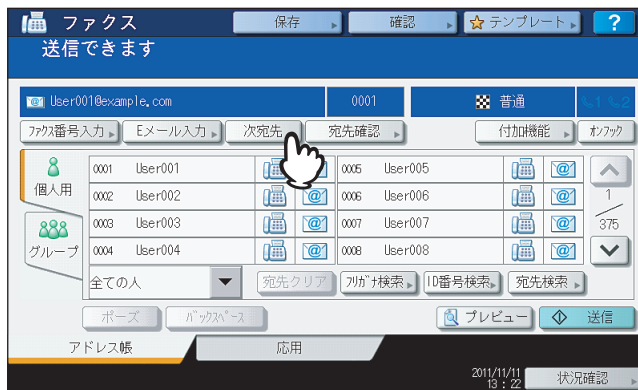 ファクス 保存 確認 テンプレート ?
送信できます
User001@example.com 0001 普通 1 2
ファクス番号入力 Eメール入力 次宛先 宛先確認 付加機能 オンフック
個人用
グループ
0001 User001 0005 User005
0002 User002 0006 User006
0003 User003 0007 User007
0004 User004 0008 User008
1
375
全ての人 宛先クリア フリガナ検索 ID番号検索 宛先検索
ポーズ バックスペース プレビュー 送信
アドレス帳 応用
2011/11/11
13 : 22 状況確認